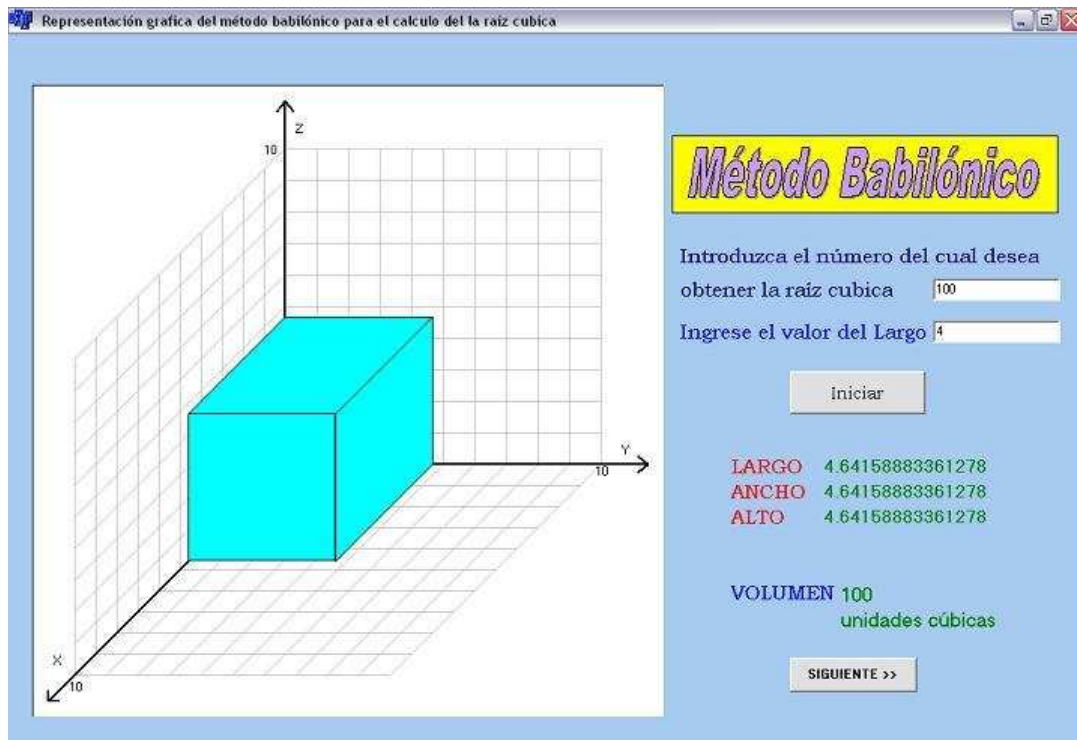 Representación grafica del método babilónico para el calculo del la raíz cubica
Z
10
Y
10
X
10
Método Babilónico
Introduzca el número del cual desea
obtener la raíz cubica 100
Ingrese el valor del Largo 4
Iniciar
LARGO 4.64158883361278
ANCHO 4.64158883361278
ALTO 4.64158883361278
VOLUMEN 100
unidades cúbicas
SIGUIENTE >>